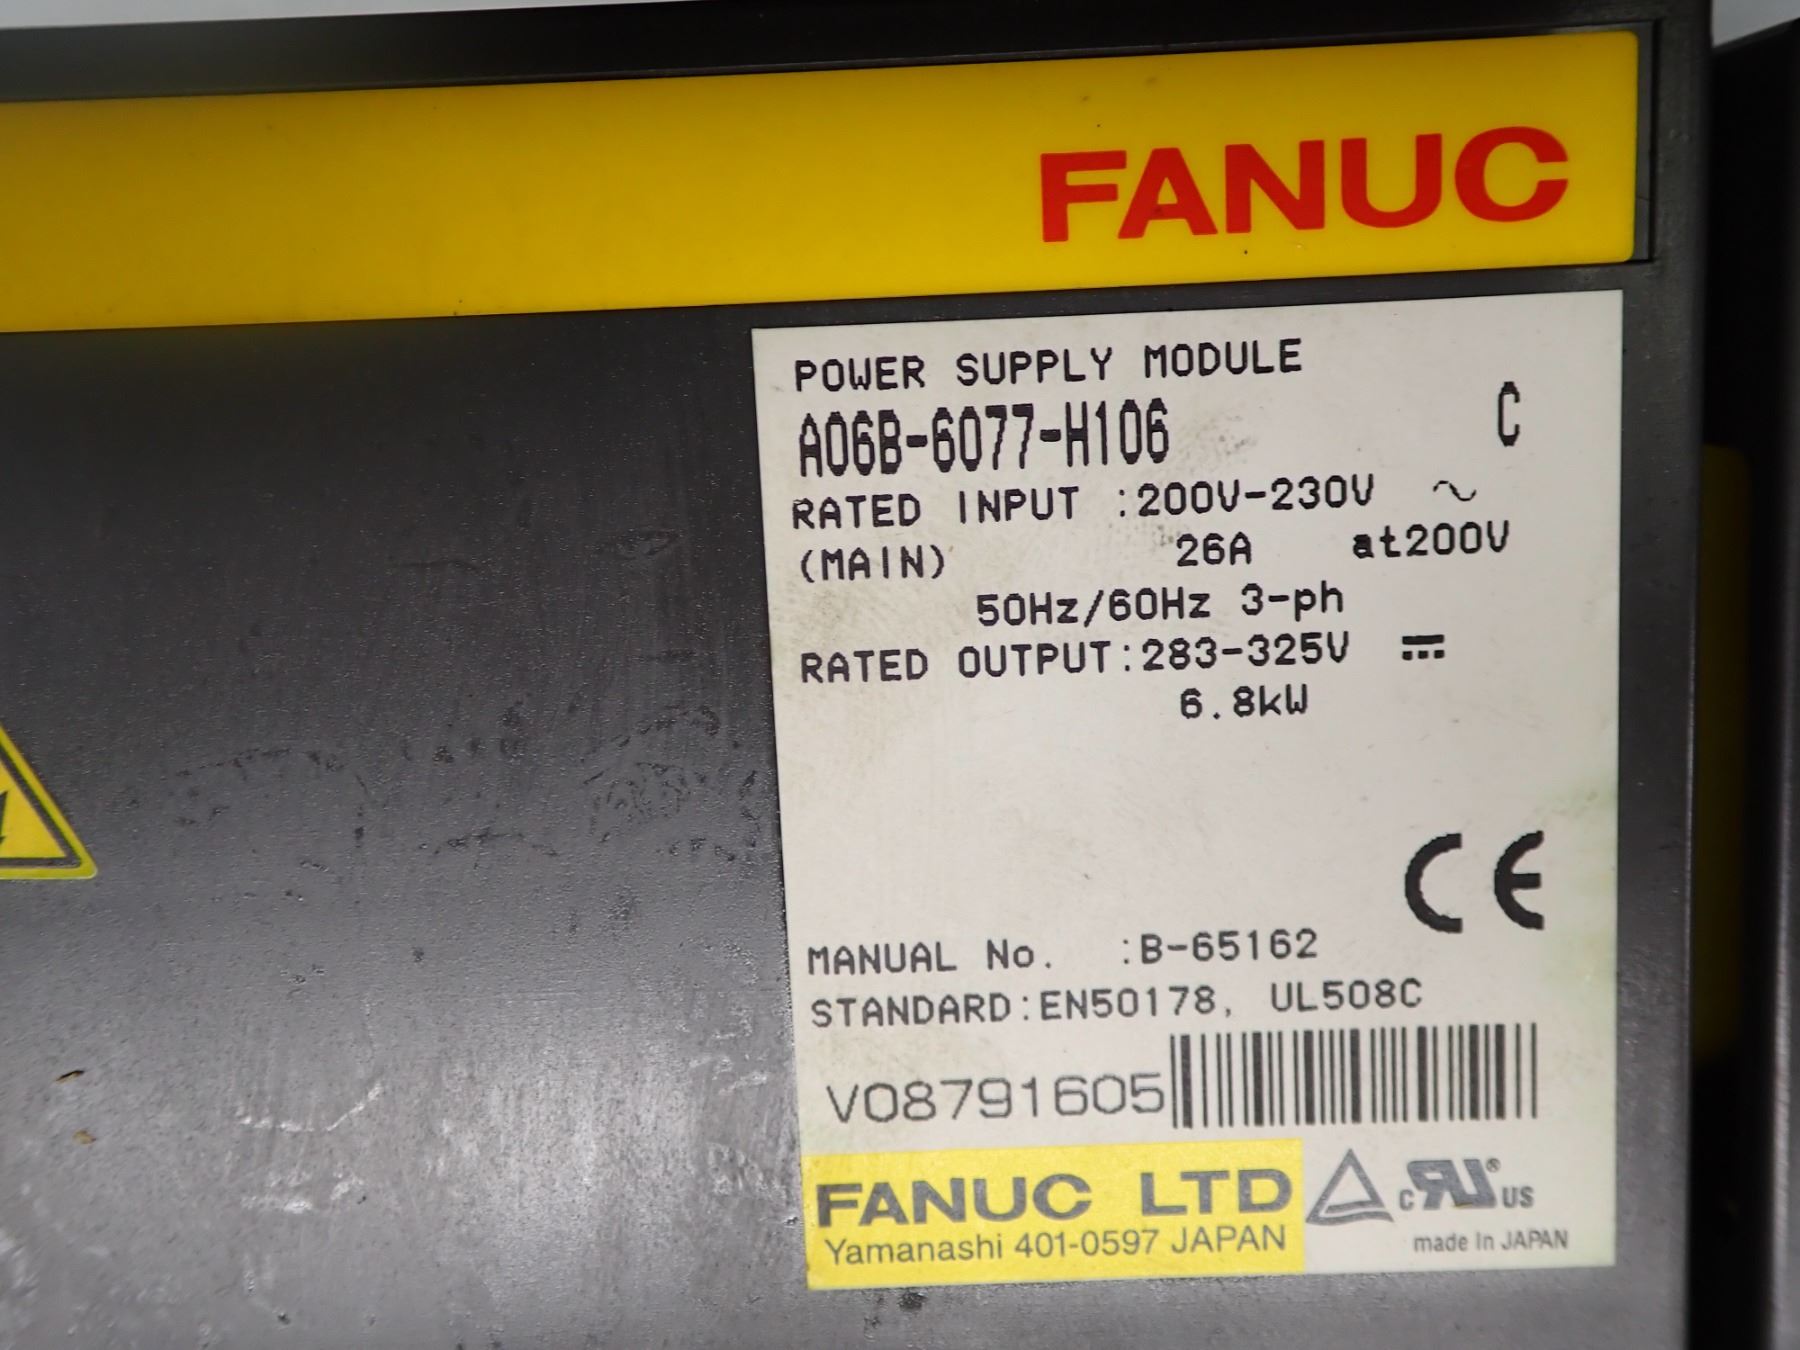 FANUC
POWER SUPPLY MODULE
A06B-6077-H106 C
RATED INPUT :200V-230V ~
(MAIN) 26A at200V
50Hz/60Hz 3-ph
RATED OUTPUT:283-325V ⎓
6.8kW
CE
MANUAL No. :B-65162
STANDARD:EN50178, UL508C
V08791605
FANUC LTD
Yamanashi 401-0597 JAPAN
c RU® US
made In JAPAN